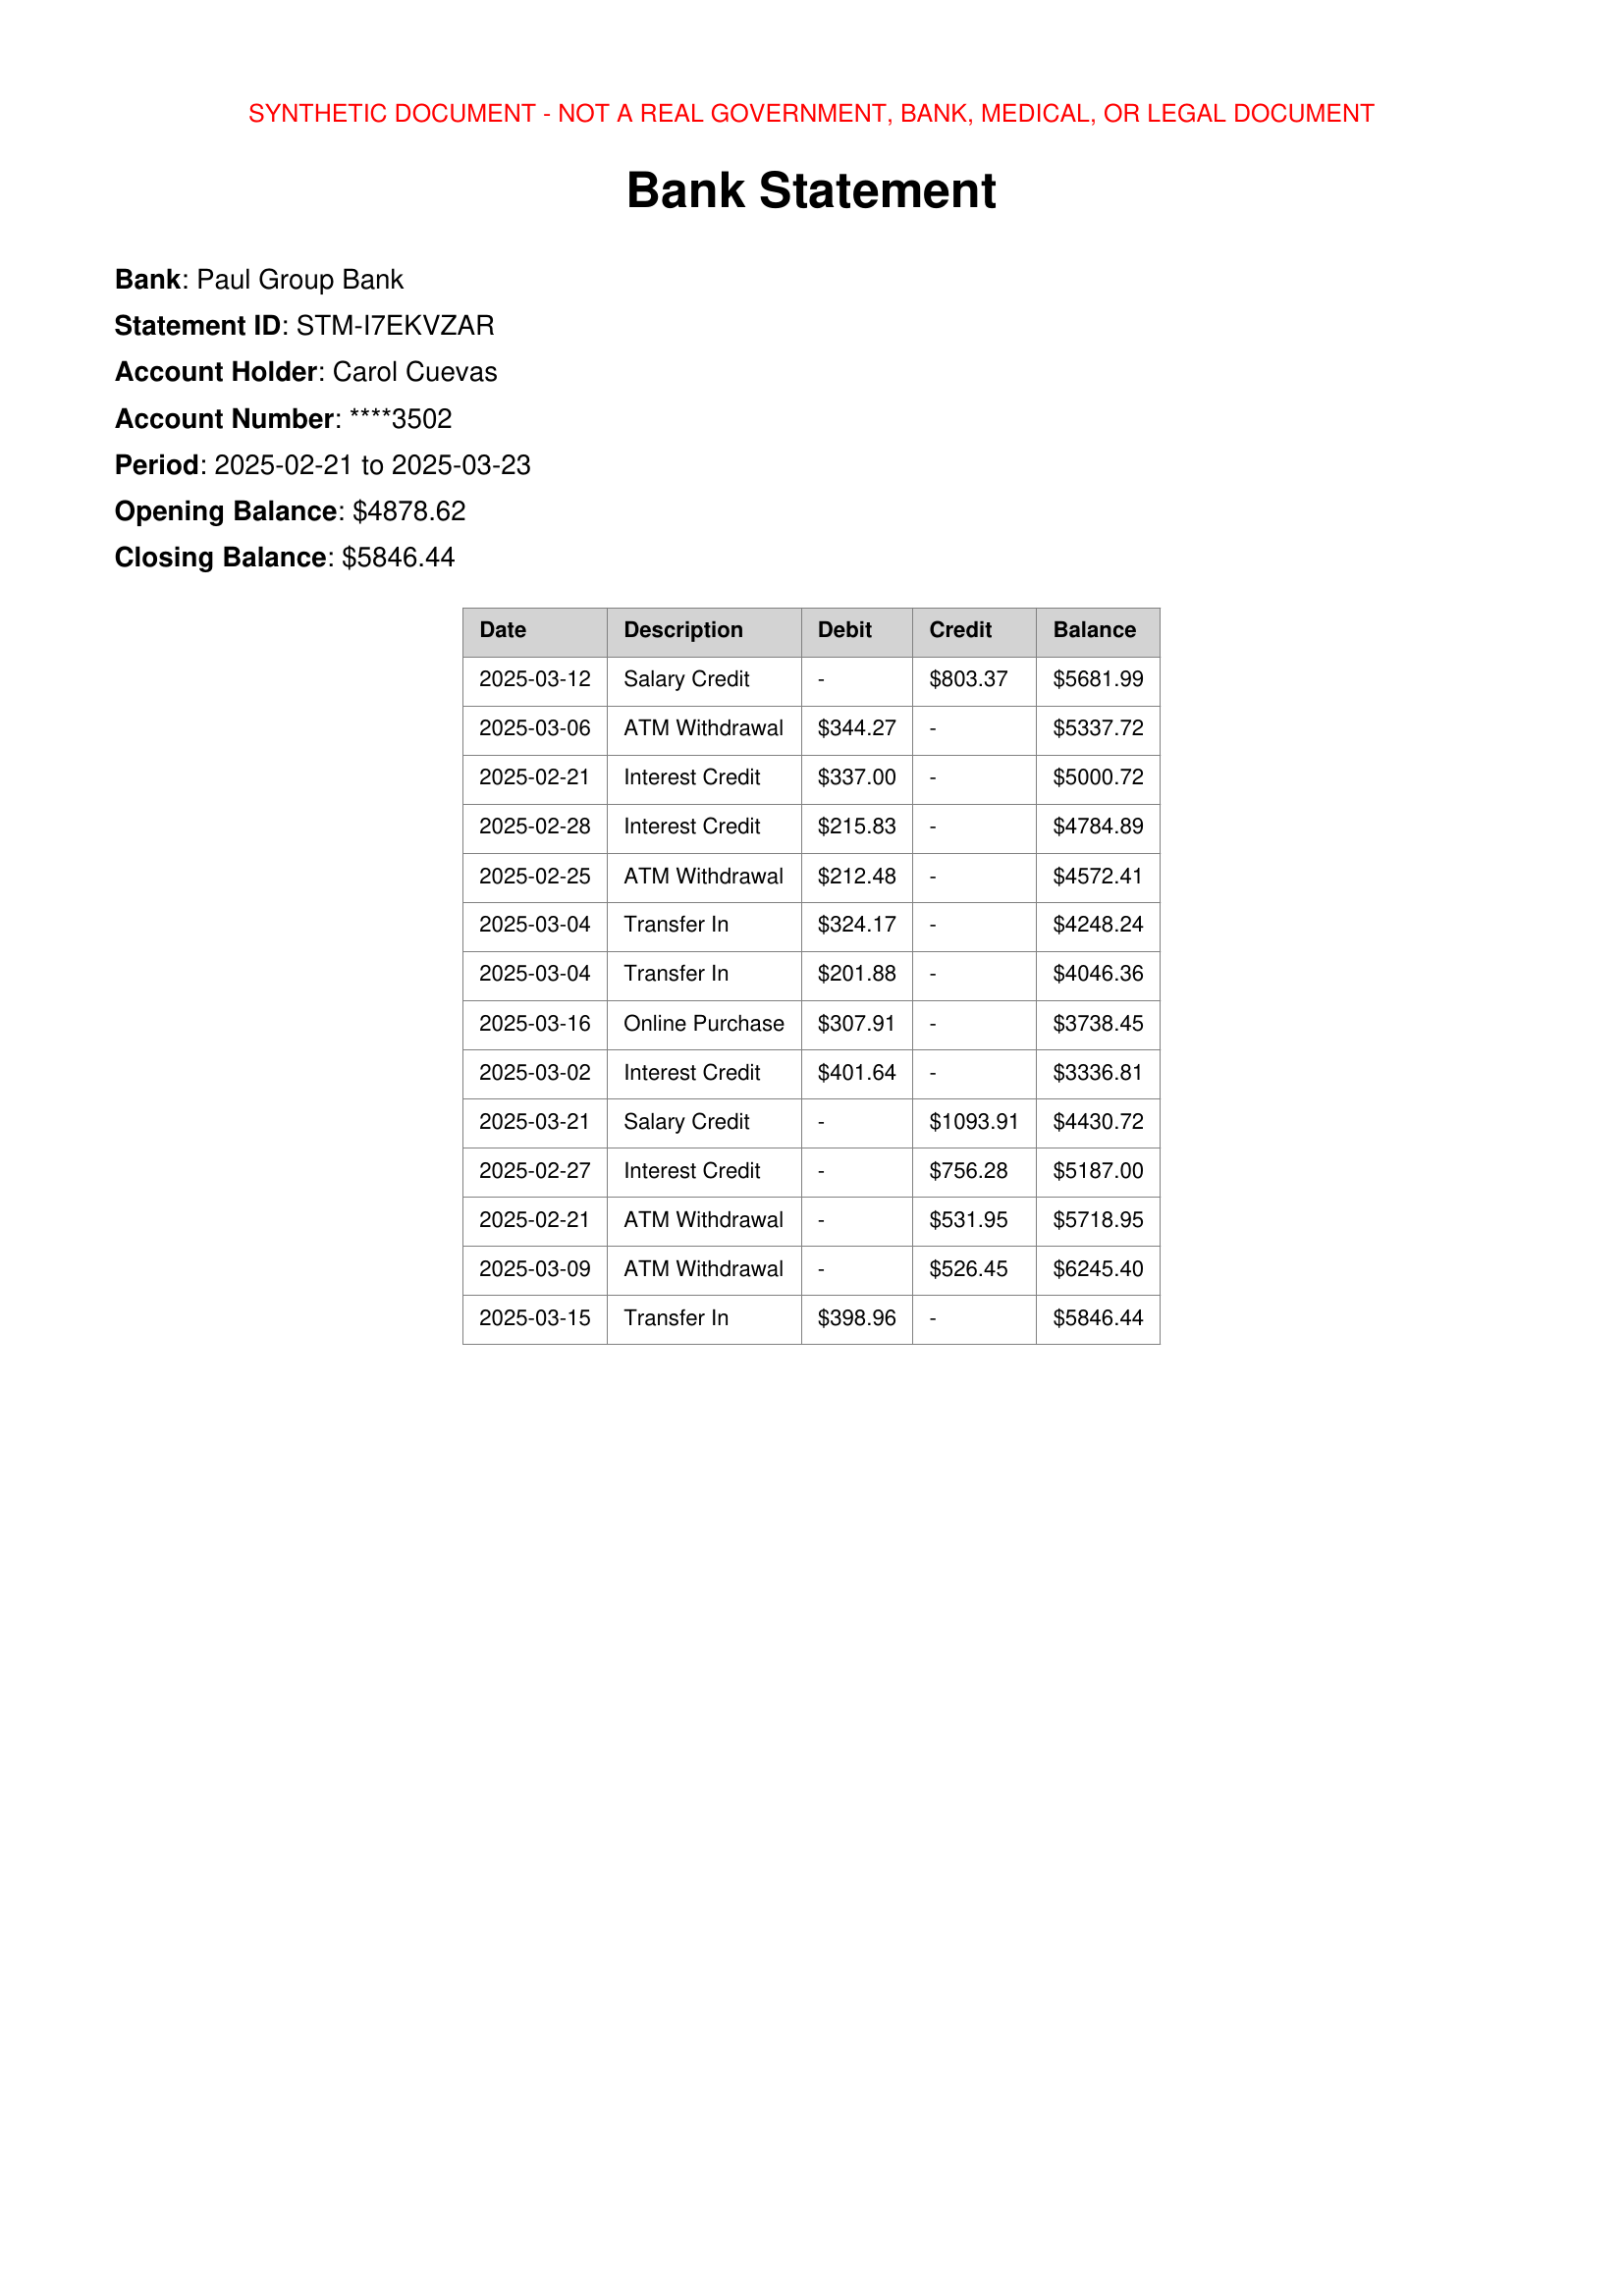 SYNTHETIC DOCUMENT - NOT A REAL GOVERNMENT, BANK, MEDICAL, OR LEGAL DOCUMENT
Bank Statement
Bank: Paul Group Bank
Statement ID: STM-I7EKVZAR
Account Holder: Carol Cuevas
Account Number: ****3502
Period: 2025-02-21 to 2025-03-23
Opening Balance: $4878.62
Closing Balance: $5846.44
Date Description Debit Credit Balance
2025-03-12 Salary Credit - $803.37 $5681.99
2025-03-06 ATM Withdrawal $344.27 - $5337.72
2025-02-21 Interest Credit $337.00 - $5000.72
2025-02-28 Interest Credit $215.83 - $4784.89
2025-02-25 ATM Withdrawal $212.48 - $4572.41
2025-03-04 Transfer In $324.17 - $4248.24
2025-03-04 Transfer In $201.88 - $4046.36
2025-03-16 Online Purchase $307.91 - $3738.45
2025-03-02 Interest Credit $401.64 - $3336.81
2025-03-21 Salary Credit - $1093.91 $4430.72
2025-02-27 Interest Credit - $756.28 $5187.00
2025-02-21 ATM Withdrawal - $531.95 $5718.95
2025-03-09 ATM Withdrawal - $526.45 $6245.40
2025-03-15 Transfer In $398.96 - $5846.44